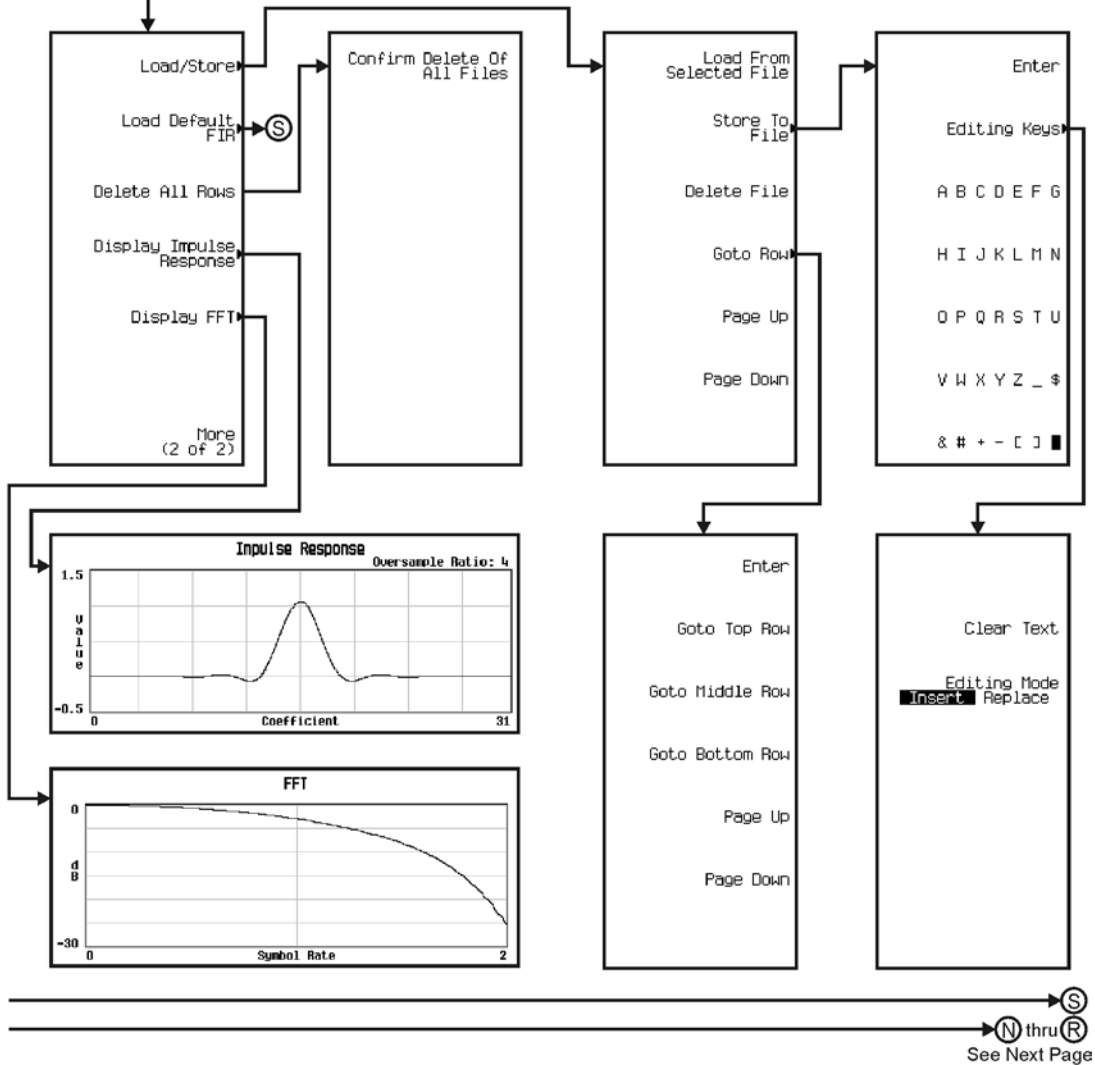 Load/Store
Load Default
FIR
S
Delete All Rows
Display Impulse
Response
Display FFT
More
(2 of 2)
Confirm Delete Of
All Files
Load From
Selected File
Store To
File
Delete File
Goto Row
Page Up
Page Down
Enter
Editing Keys
A B C D E F G
H I J K L M N
O P Q R S T U
V W X Y Z _ $
& # + - [ ]
Inpulse Response
Oversample Ratio: 4
1.5
Value
-0.5
0
Coefficient
31
FFT
0
dB
-30
0
Symbol Rate
2
Enter
Goto Top Row
Goto Middle Row
Goto Bottom Row
Page Up
Page Down
Clear Text
Editing Mode
Insert Replace
S
N thru R
See Next Page